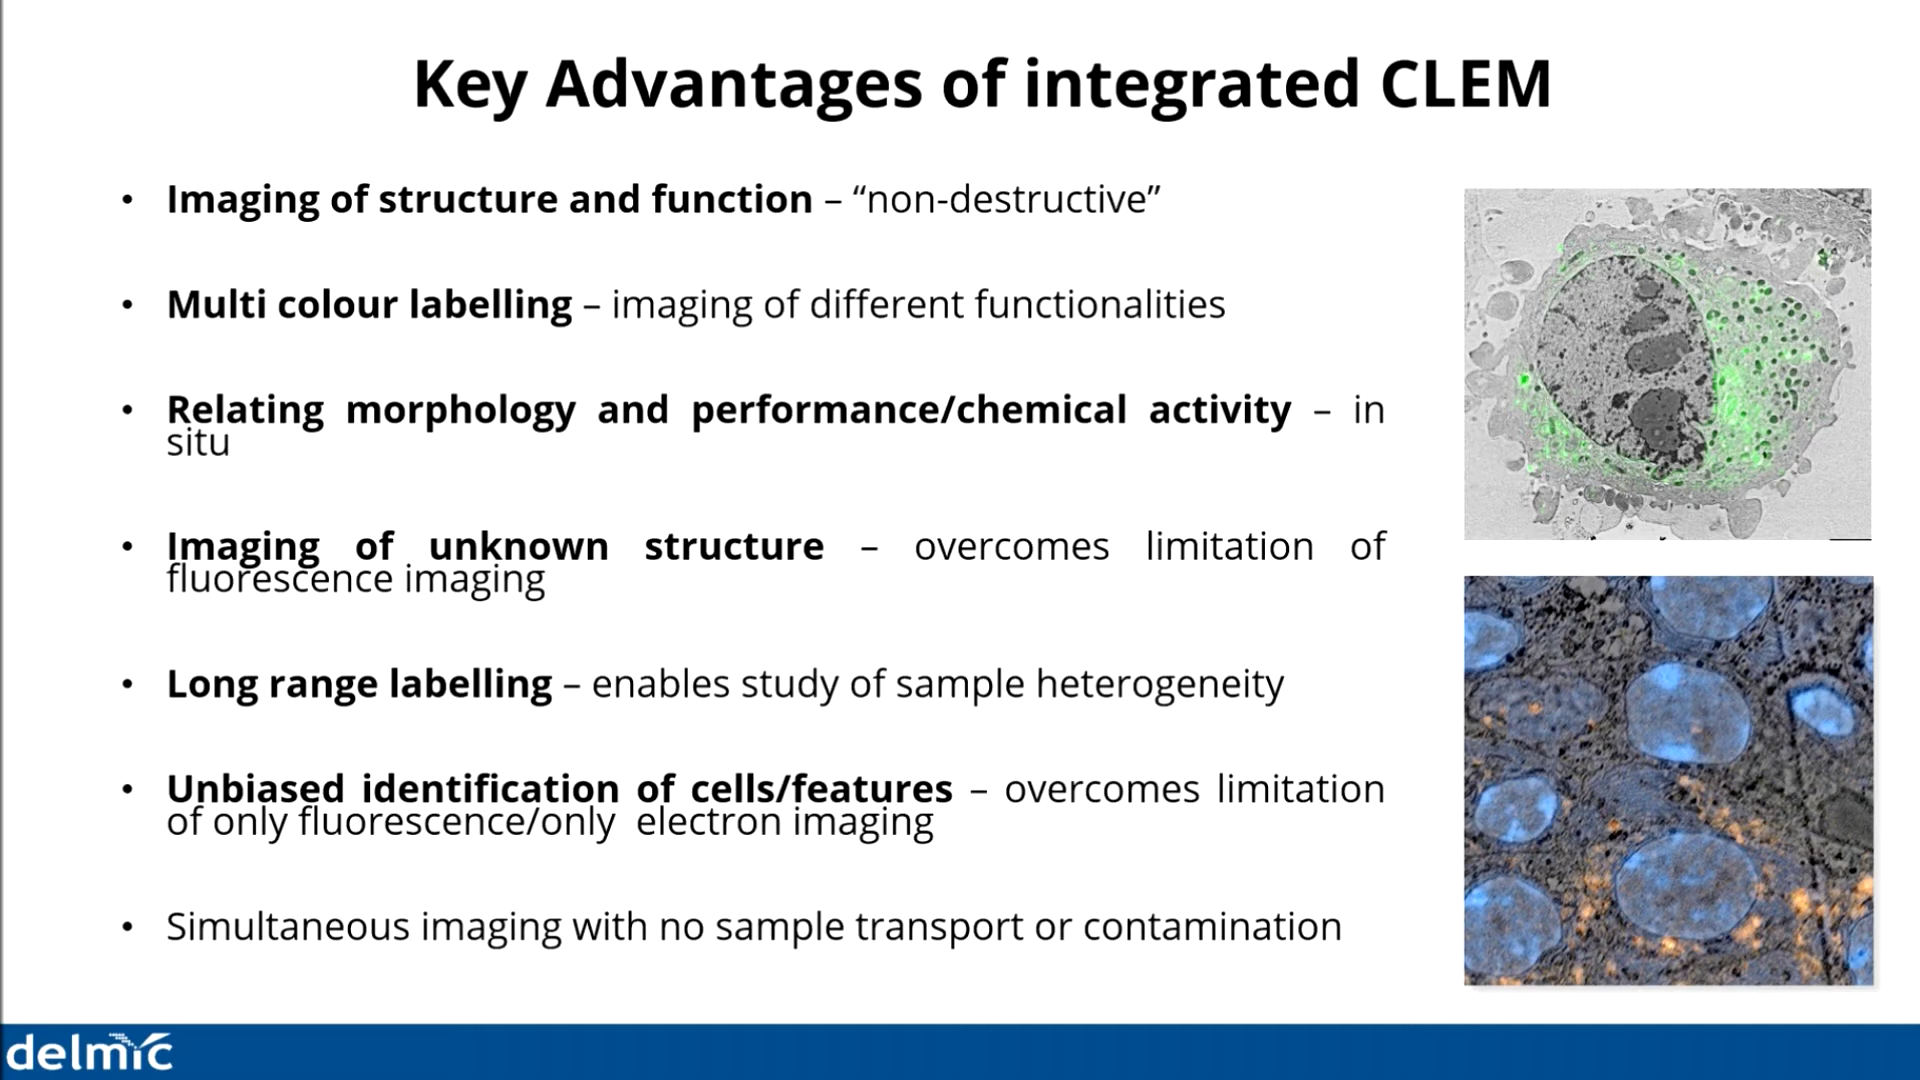 Key Advantages of integrated CLEM
• Imaging of structure and function – “non-destructive”
• Multi colour labelling – imaging of different functionalities
• Relating morphology and performance/chemical activity – in
situ
• Imaging of unknown structure – overcomes limitation of
fluorescence imaging
• Long range labelling – enables study of sample heterogeneity
• Unbiased identification of cells/features – overcomes limitation
of only fluorescence/only electron imaging
• Simultaneous imaging with no sample transport or contamination
delmic